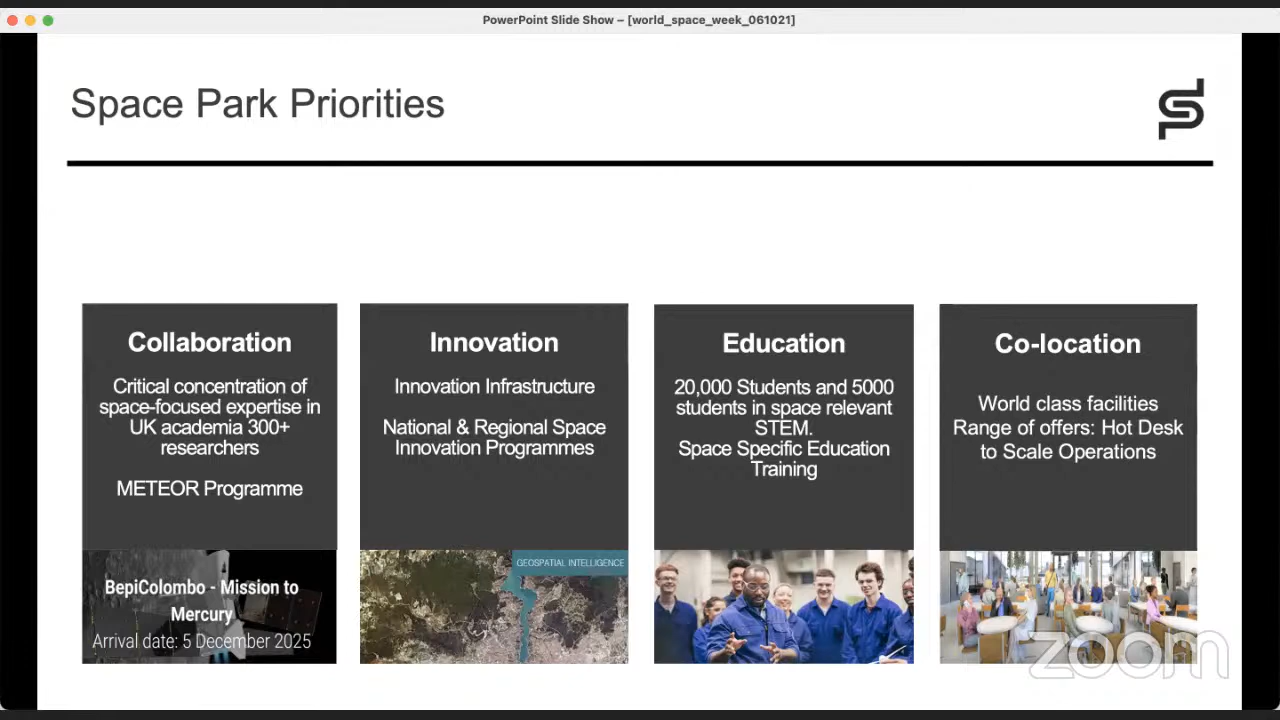 PowerPoint Slide Show – [world_space_week_061021]
Space Park Priorities
Collaboration
Critical concentration of
space-focused expertise in
UK academia 300+
researchers
METEOR Programme
BepiColombo - Mission to
Mercury
Arrival date: 5 December 2025
Innovation
Innovation Infrastructure
National & Regional Space
Innovation Programmes
GEOSPATIAL INTELLIGENCE
Education
20,000 Students and 5000
students in space relevant
STEM.
Space Specific Education
Training
Co-location
World class facilities
Range of offers: Hot Desk
to Scale Operations
zoom